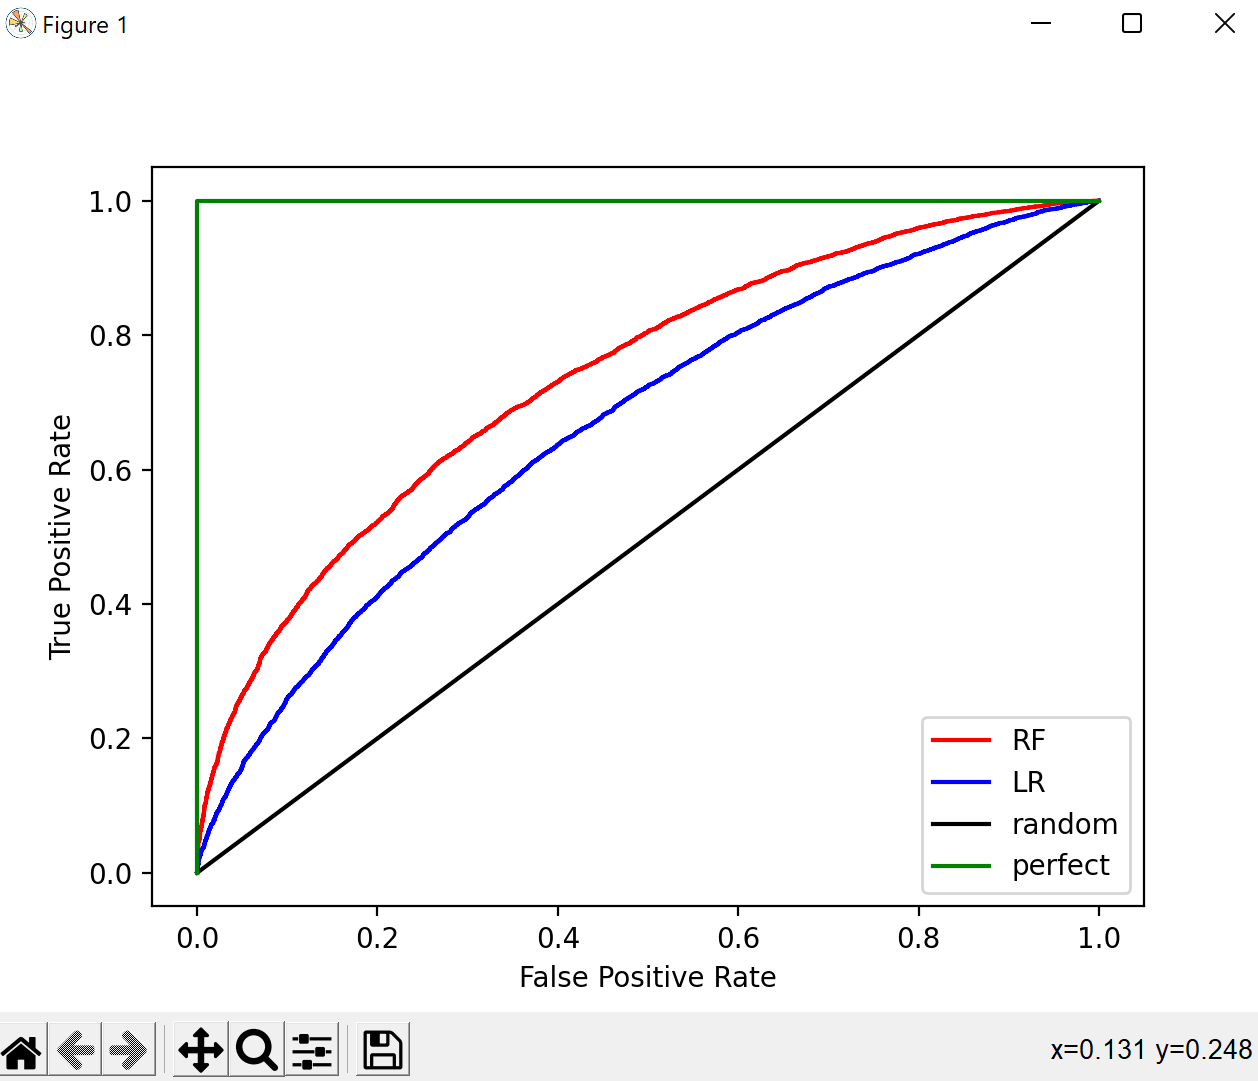 Figure 1
1.0
0.8
0.6
0.4
0.2
0.0
True Positive Rate
RF
LR
random
perfect
0.0 0.2 0.4 0.6 0.8 1.0
False Positive Rate
x=0.131 y=0.248